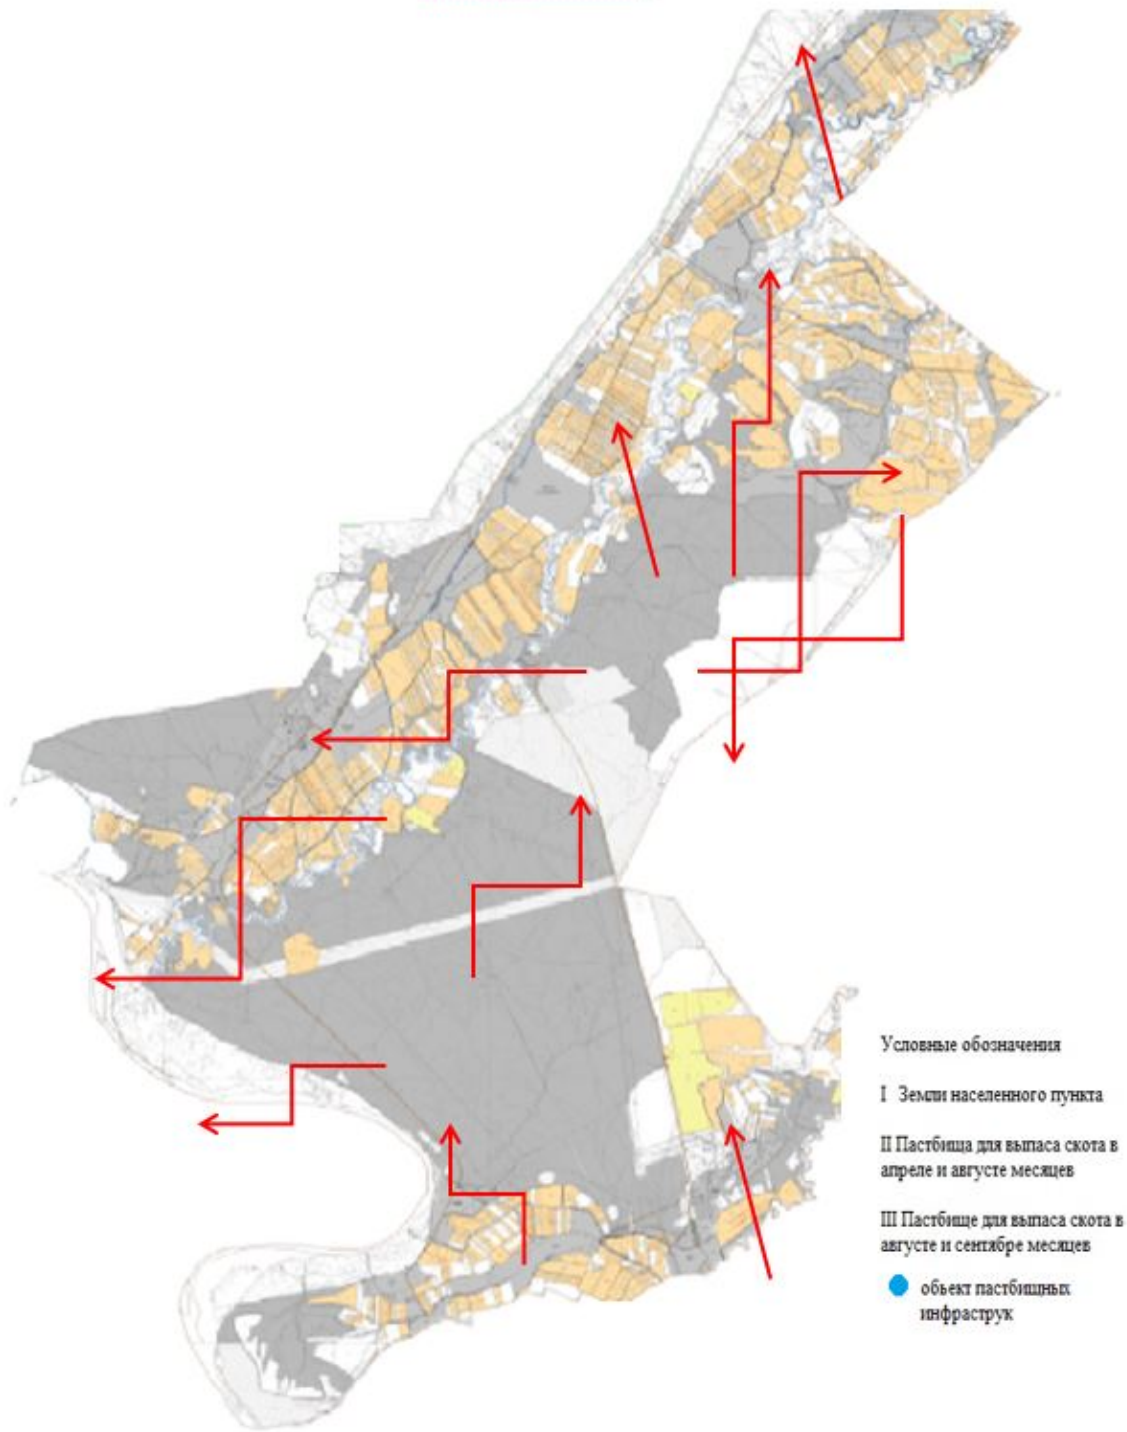 Условные обозначения
I Земли населенного пункта
II Пастбища для выпаса скота в
апреле и августе месяцев
III Пастбище для выпаса скота в
августе и сентябре месяцев
обьект пастбищных
инфраструк